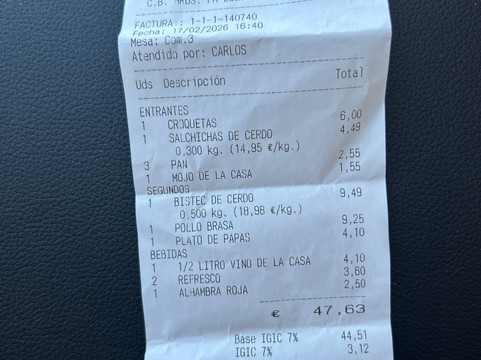 C.B.
FACTURA:: 1-1-1-140740
Fecha: 17/02/2026 16:40
Mesa: Com.3
Atendido por: CARLOS
Uds Descripción Total
ENTRANTES
1 CROQUETAS 6,00
1 SALCHICHAS DE CERDO 4,49
0,300 kg. (14,95 €/kg.)
3 PAN 2,55
1 MOJO DE LA CASA 1,55
SEGUNDOS
1 BISTEC DE CERDO 9,49
0,500 kg. (18,98 €/kg.)
1 POLLO BRASA 9,25
1 PLATO DE PAPAS 4,10
BEBIDAS
1 1/2 LITRO VINO DE LA CASA 4,10
2 REFRESCO 3,60
1 ALHAMBRA ROJA 2,50
€ 47,63
Base IGIC 7% 44,51
IGIC 7% 3,12